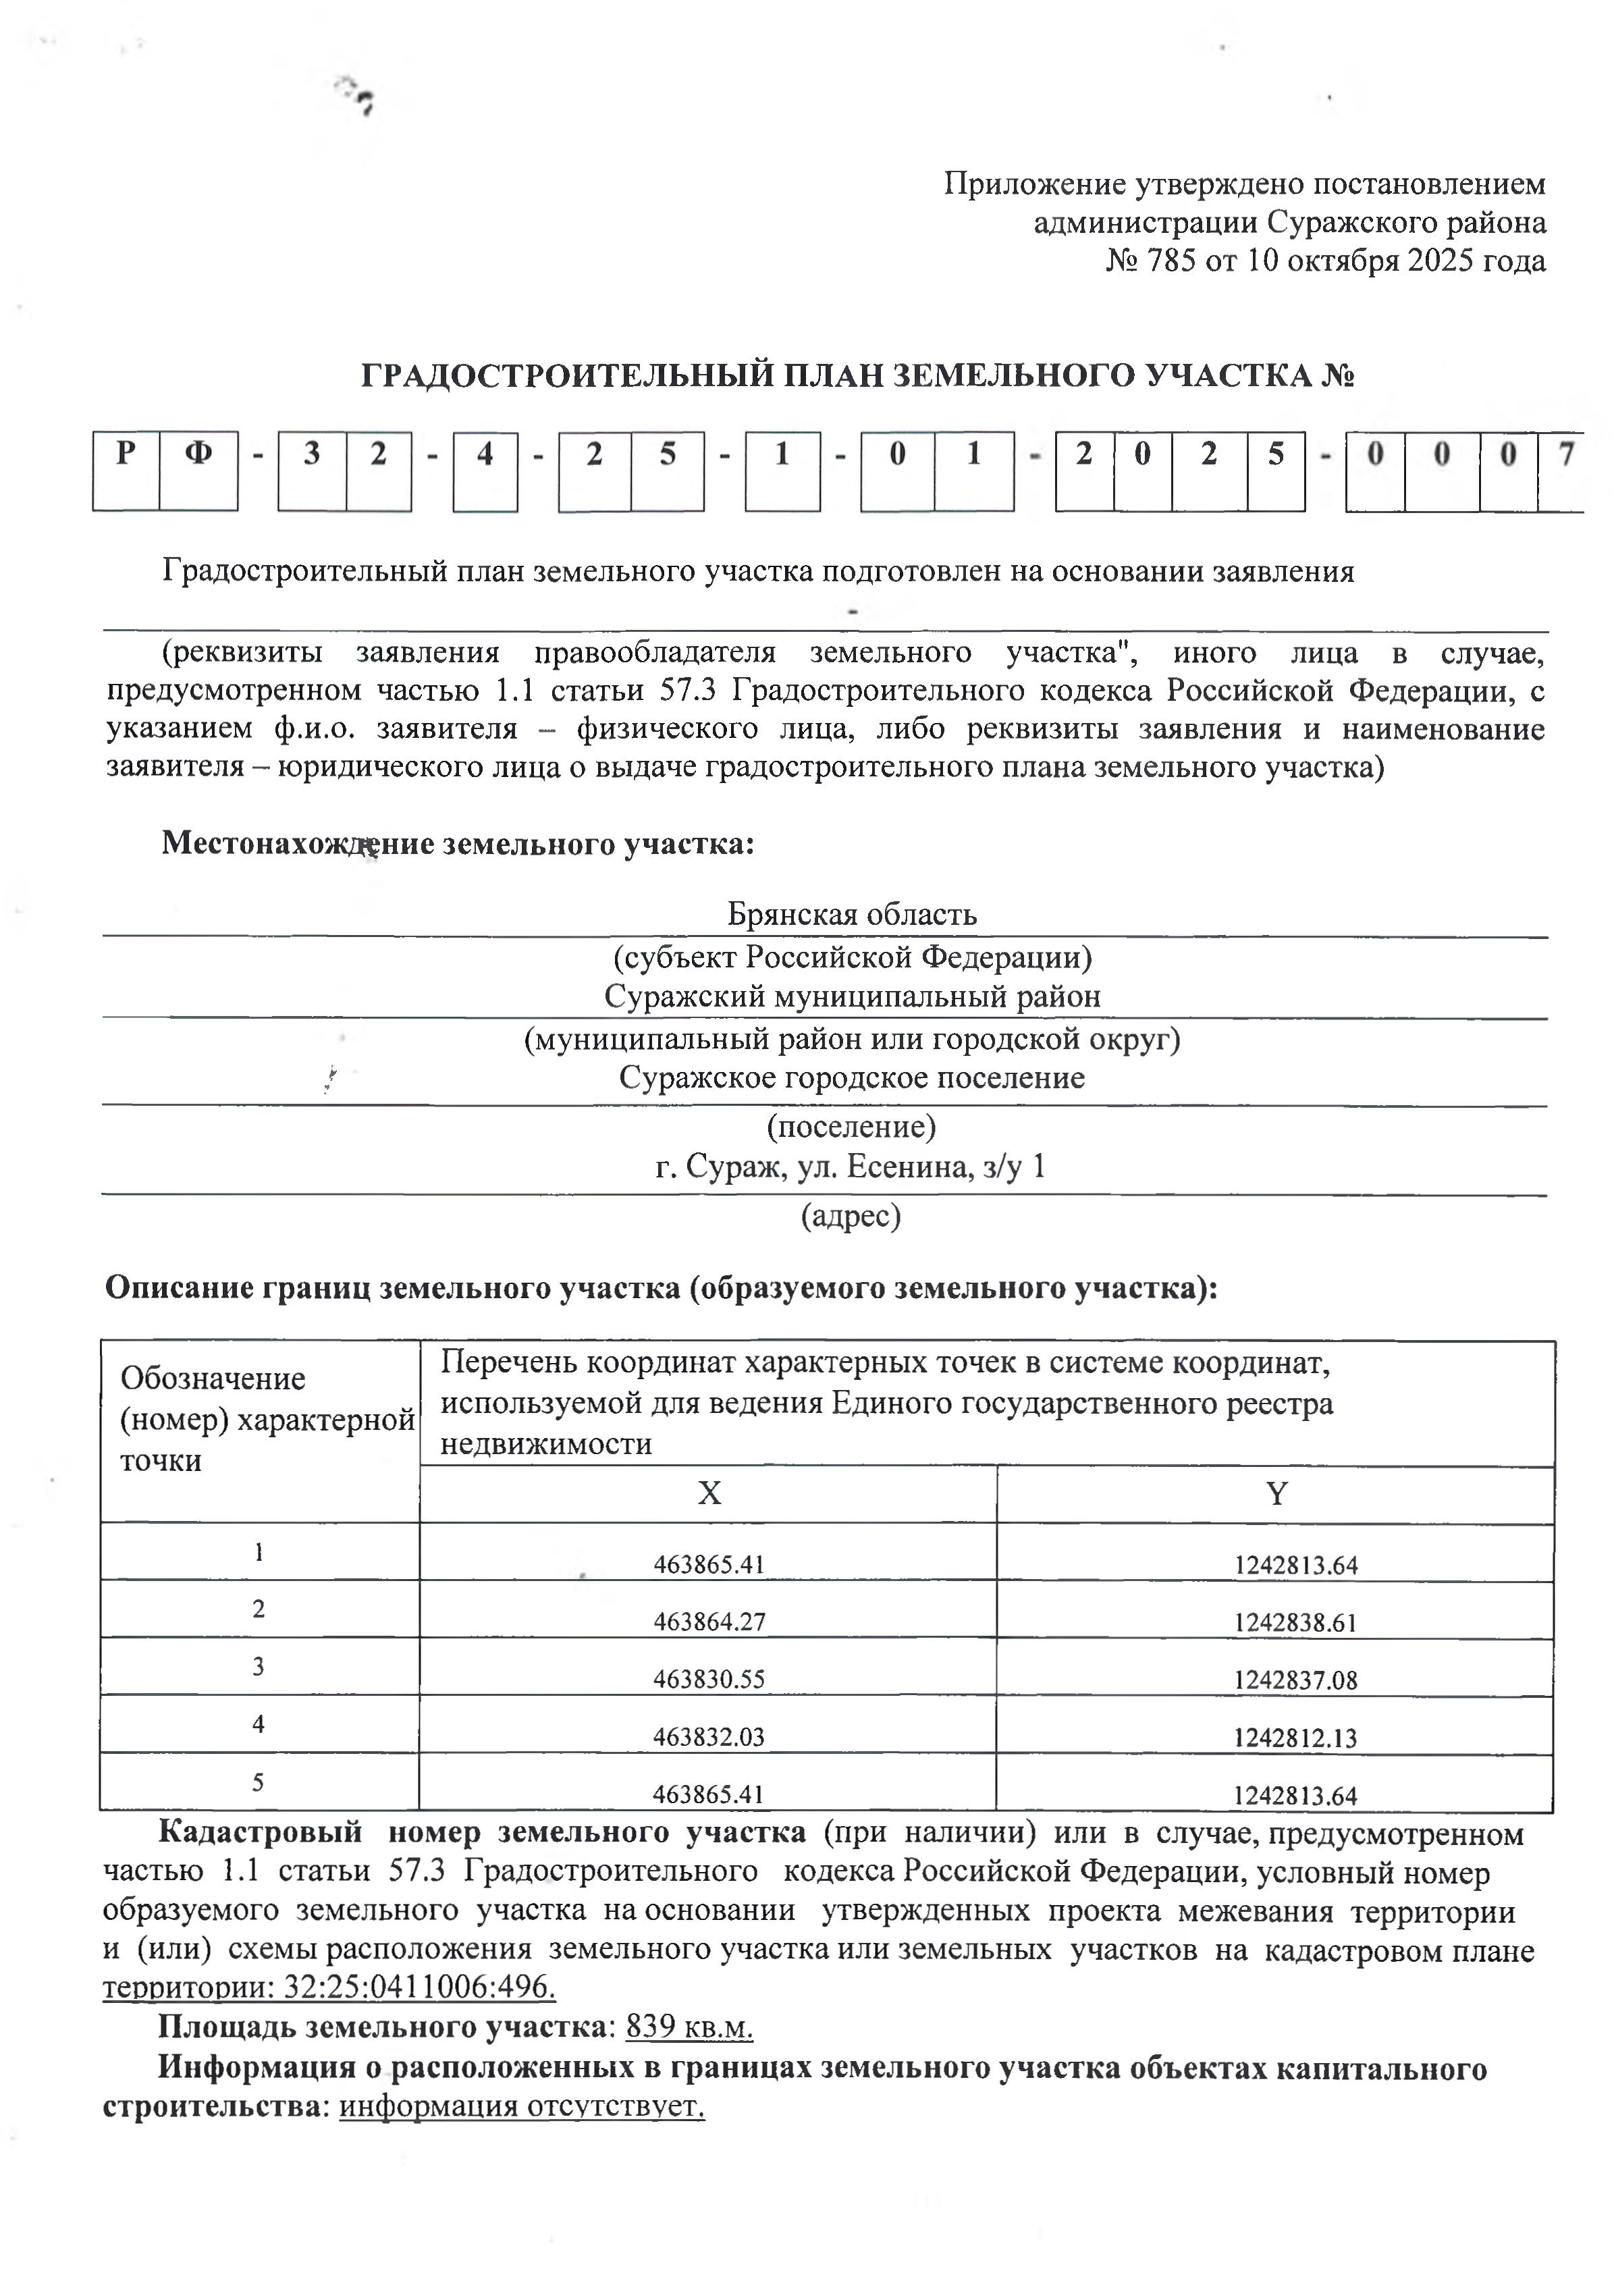 Приложение утверждено постановлением
администрации Суражского района
№ 785 от 10 октября 2025 года
ГРАДОСТРОИТЕЛЬНЫЙ ПЛАН ЗЕМЕЛЬНОГО УЧАСТКА №
Р Ф - 3 2 - 4 - 2 5 - 1 - 0 1 - 2 0 2 5 - 0 0 0 7
Градостроительный план земельного участка подготовлен на основании заявления
-
(реквизиты заявления правообладателя земельного участка", иного лица в случае,
предусмотренном частью 1.1 статьи 57.3 Градостроительного кодекса Российской Федерации, с
указанием ф.и.о. заявителя – физического лица, либо реквизиты заявления и наименование
заявителя – юридического лица о выдаче градостроительного плана земельного участка)
Местонахождение земельного участка:
Брянская область
(субъект Российской Федерации)
Суражский муниципальный район
(муниципальный район или городской округ)
Суражское городское поселение
(поселение)
г. Сураж, ул. Есенина, з/у 1
(адрес)
Описание границ земельного участка (образуемого земельного участка):
Обозначение
(номер) характерной
точки
Перечень координат характерных точек в системе координат,
используемой для ведения Единого государственного реестра
недвижимости
X Y
1 463865.41 1242813.64
2 463864.27 1242838.61
3 463830.55 1242837.08
4 463832.03 1242812.13
5 463865.41 1242813.64
Кадастровый номер земельного участка (при наличии) или в случае, предусмотренном
частью 1.1 статьи 57.3 Градостроительного кодекса Российской Федерации, условный номер
образуемого земельного участка на основании утвержденных проекта межевания территории
и (или) схемы расположения земельного участка или земельных участков на кадастровом плане
территории: 32:25:0411006:496.
Площадь земельного участка: 839 кв.м.
Информация о расположенных в границах земельного участка объектах капитального
строительства: информация отсутствует.